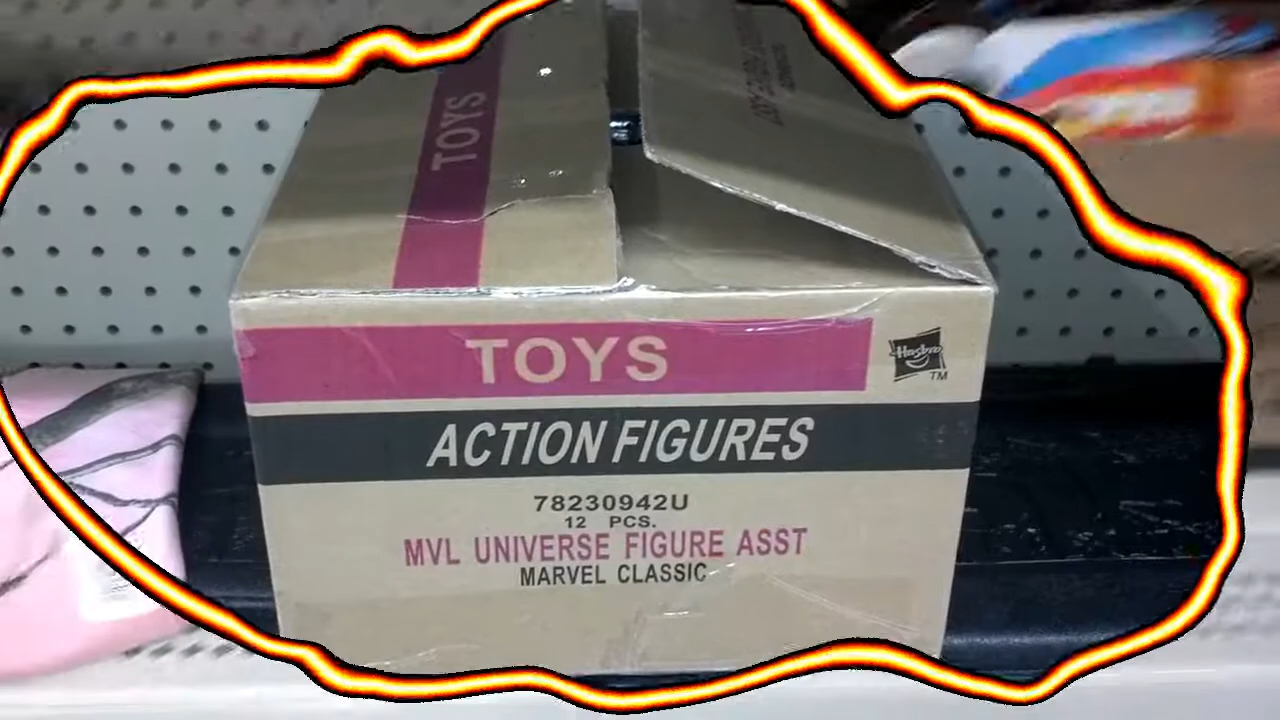 TOYS
TOYS
Hasbro
TM
ACTION FIGURES
78230942U
12 PCS.
MVL UNIVERSE FIGURE ASST
MARVEL CLASSIC